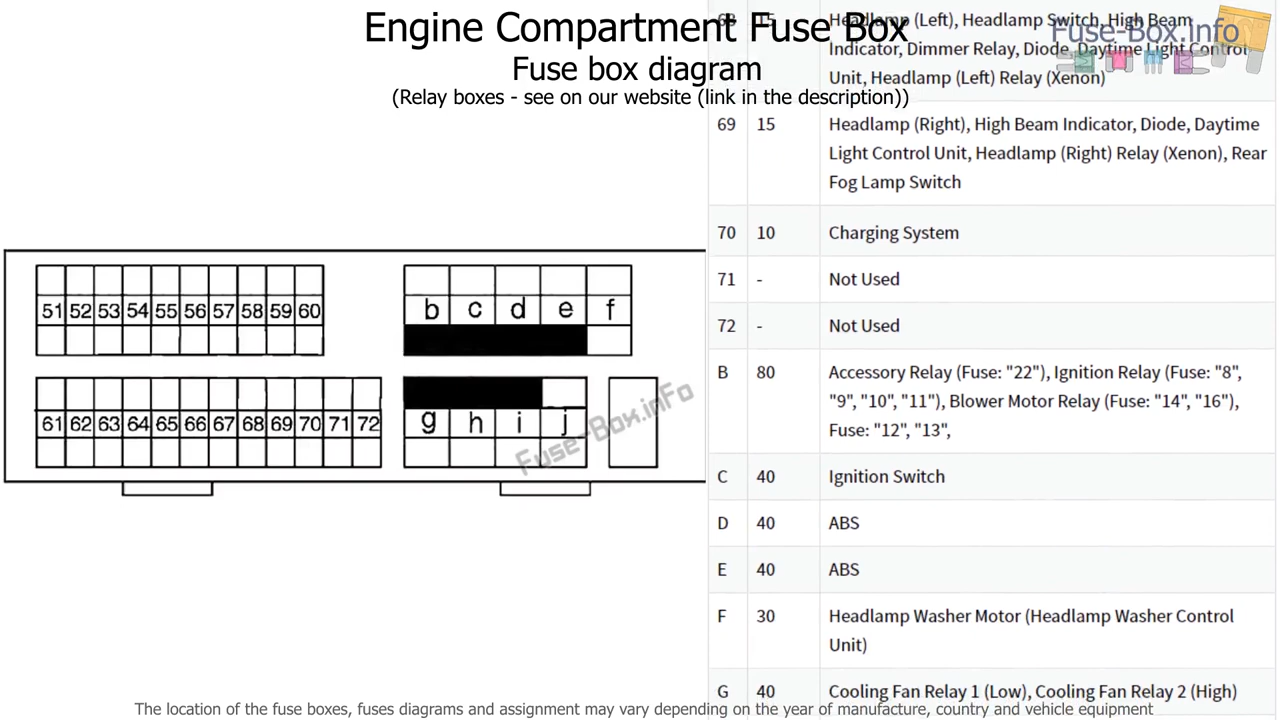 Engine Compartment Fuse Box
Fuse box diagram
(Relay boxes - see on our website (link in the description))
Fuse-Box.info
51 52 53 54 55 56 57 58 59 60
b c d e f
61 62 63 64 65 66 67 68 69 70 71 72
g h i j
Fuse-Box.inFo
68 15 Headlamp (Left), Headlamp Switch, High Beam
Indicator, Dimmer Relay, Diode, Daytime Light Control
Unit, Headlamp (Left) Relay (Xenon)
69 15 Headlamp (Right), High Beam Indicator, Diode, Daytime
Light Control Unit, Headlamp (Right) Relay (Xenon), Rear
Fog Lamp Switch
70 10 Charging System
71 - Not Used
72 - Not Used
B 80 Accessory Relay (Fuse: "22"), Ignition Relay (Fuse: "8",
"9", "10", "11"), Blower Motor Relay (Fuse: "14", "16"),
Fuse: "12", "13",
C 40 Ignition Switch
D 40 ABS
E 40 ABS
F 30 Headlamp Washer Motor (Headlamp Washer Control
Unit)
G 40 Cooling Fan Relay 1 (Low), Cooling Fan Relay 2 (High)
The location of the fuse boxes, fuses diagrams and assignment may vary depending on the year of manufacture, country and vehicle equipment